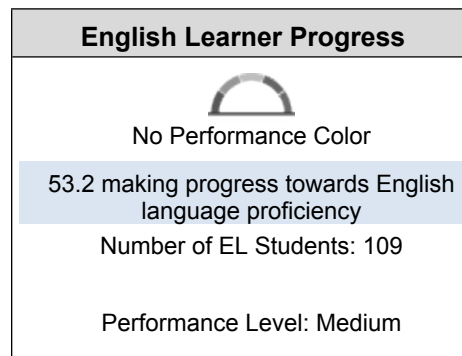 English Learner Progress
No Performance Color
53.2 making progress towards English
language proficiency
Number of EL Students: 109
Performance Level: Medium